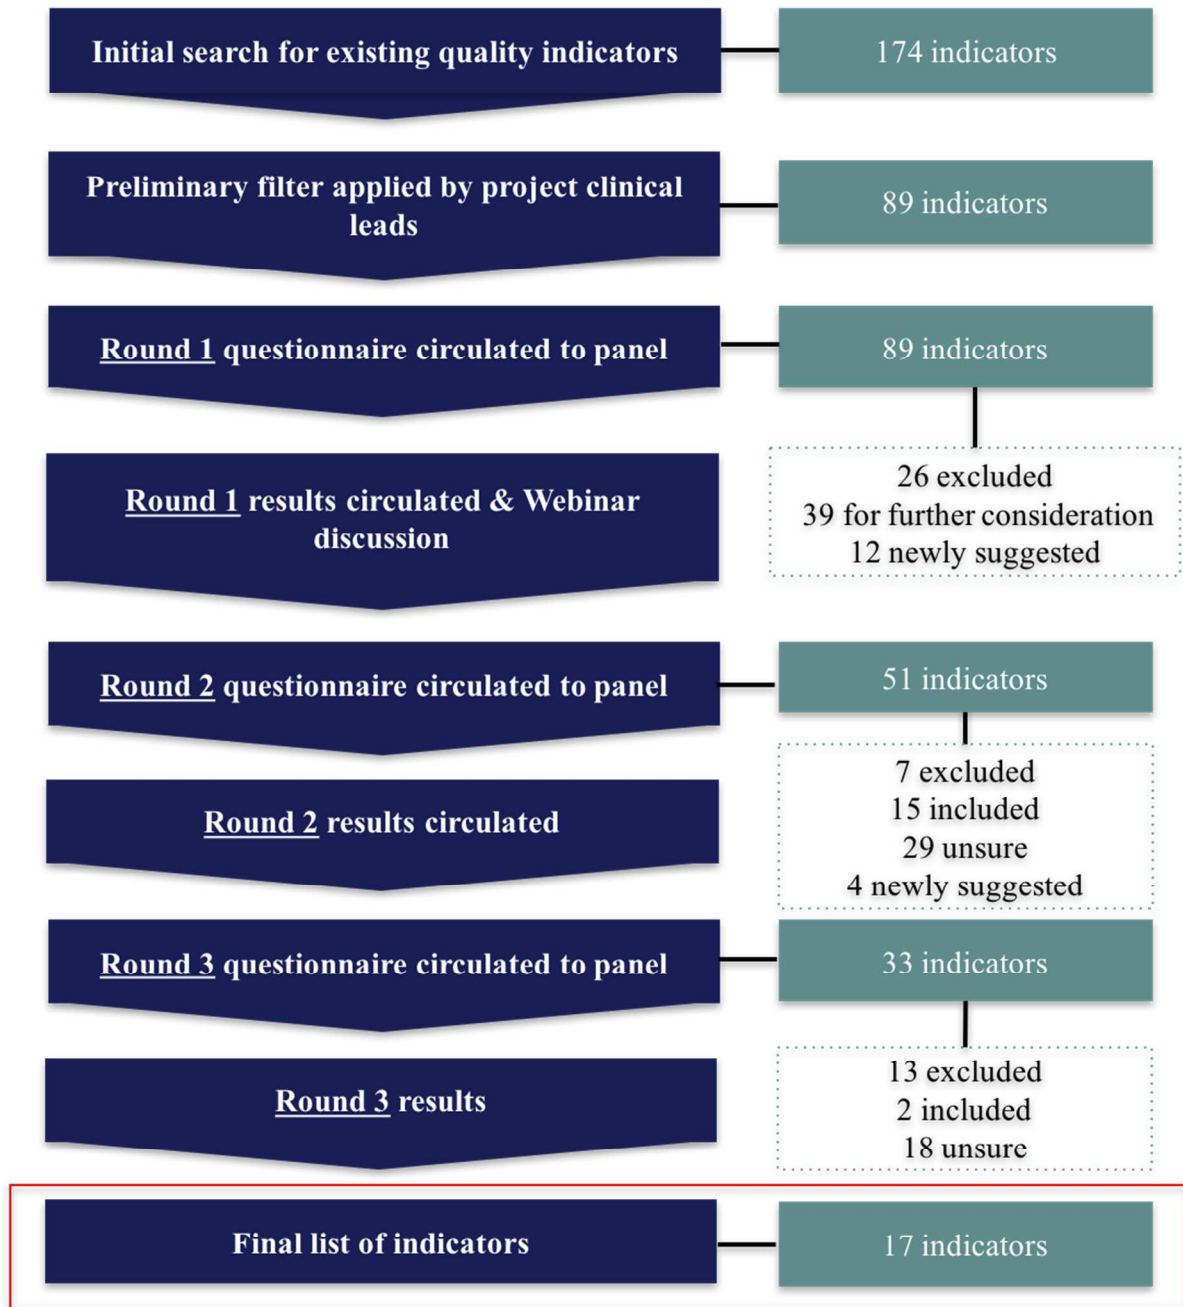 Initial search for existing quality indicators
174 indicators
Preliminary filter applied by project clinical
leads
89 indicators
Round 1 questionnaire circulated to panel
89 indicators
26 excluded
39 for further consideration
12 newly suggested
Round 1 results circulated & Webinar
discussion
Round 2 questionnaire circulated to panel
51 indicators
7 excluded
15 included
29 unsure
4 newly suggested
Round 2 results circulated
Round 3 questionnaire circulated to panel
33 indicators
13 excluded
2 included
18 unsure
Round 3 results
Final list of indicators
17 indicators